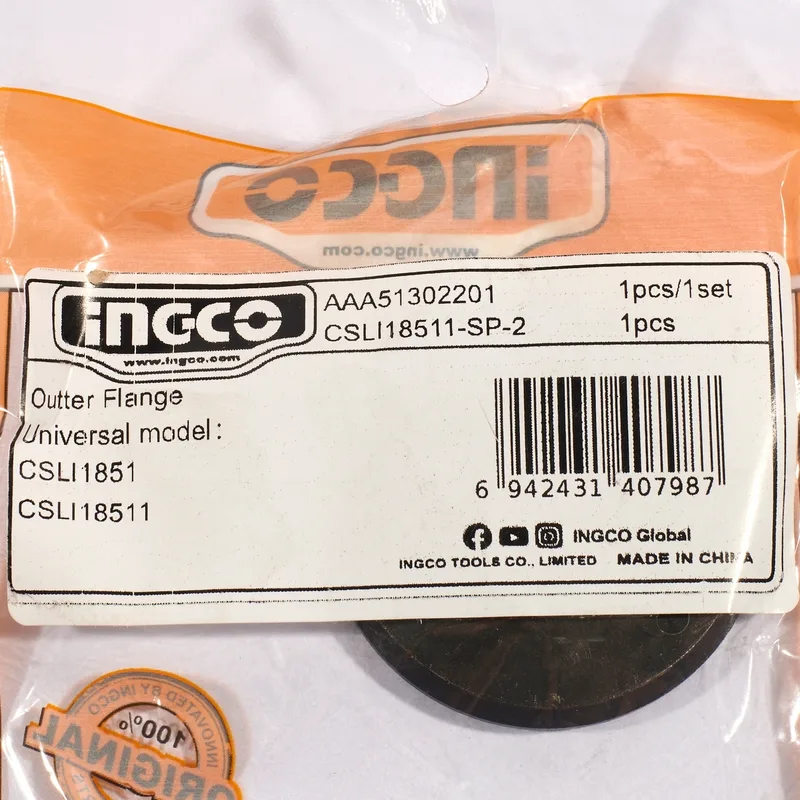 INGCO
www.ingco.com
INGCO
www.ingco.com
AAA51302201 1pcs/1set
CSLI18511-SP-2 1pcs
Outter Flange
Universal model:
CSLI1851
CSLI18511
6 942431 407987
INGCO Global
INGCO TOOLS CO., LIMITED MADE IN CHINA
INNOVATED BY INGCO
100%
ORIGINAL